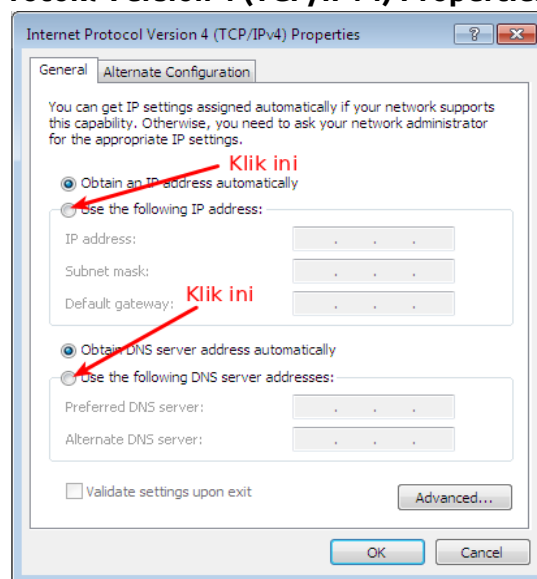 Internet Protocol Version 4 (TCP/IPv4) Properties
General
Alternate Configuration
You can get IP settings assigned automatically if your network supports
this capability. Otherwise, you need to ask your network administrator
for the appropriate IP settings.
Klik ini
Obtain an IP address automatically
Use the following IP address:
IP address:
Subnet mask:
Default gateway:
Klik ini
Obtain DNS server address automatically
Use the following DNS server addresses:
Preferred DNS server:
Alternate DNS server:
Validate settings upon exit
Advanced...
OK
Cancel